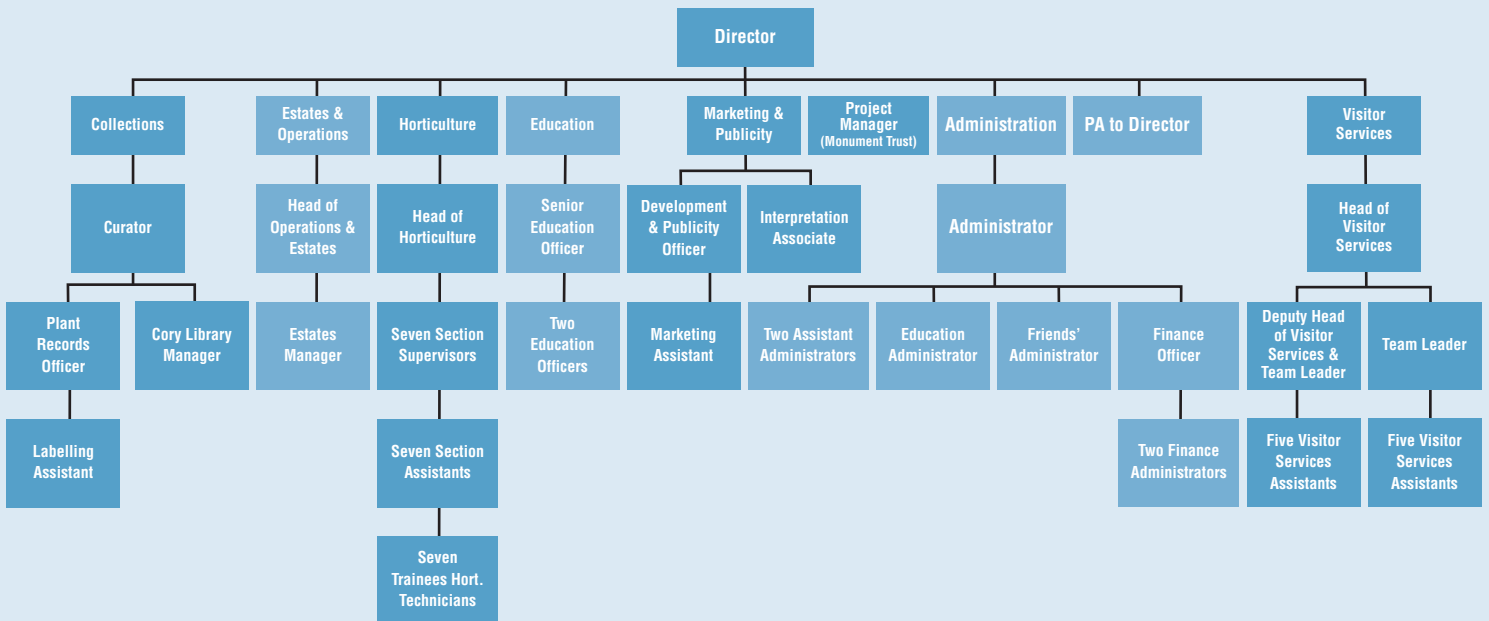 Director
Collections
Estates &
Operations
Horticulture
Education
Marketing &
Publicity
Project
Manager
(Monument Trust)
Administration
PA to Director
Visitor
Services
Curator
Head of
Operations &
Estates
Head of
Horticulture
Senior
Education
Officer
Development
& Publicity
Officer
Interpretation
Associate
Administrator
Head of
Visitor
Services
Plant
Records
Officer
Cory Library
Manager
Estates
Manager
Seven Section
Supervisors
Two
Education
Officers
Marketing
Assistant
Two Assistant
Administrators
Education
Administrator
Friends'
Administrator
Finance
Officer
Deputy Head
of Visitor
Services &
Team Leader
Team Leader
Labelling
Assistant
Seven Section
Assistants
Two Finance
Administrators
Five Visitor
Services
Assistants
Five Visitor
Services
Assistants
Seven
Trainees Hort.
Technicians